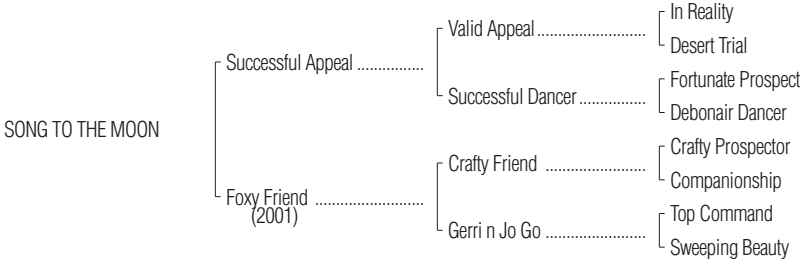 In Reality
Valid Appeal ..........................
Desert Trial
Successful Appeal ................
Fortunate Prospect
Successful Dancer ................
Debonair Dancer
SONG TO THE MOON
Crafty Prospector
Crafty Friend ........................
Companionship
Foxy Friend ..........................
(2001)
Top Command
Gerri n Jo Go ........................
Sweeping Beauty